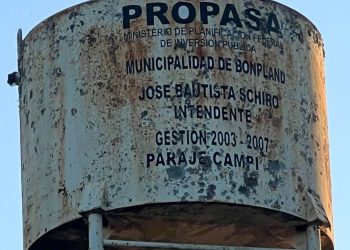 PROPASA
MINISTERIO DE PLANIFICACION FEDERAL
DE INVERSION PUBLICA
MUNICIPALIDAD DE BONPLAND
JOSE BAUTISTA SCHIRO
INTENDENTE
GESTION 2003 - 2007
PARAJE CAMPI